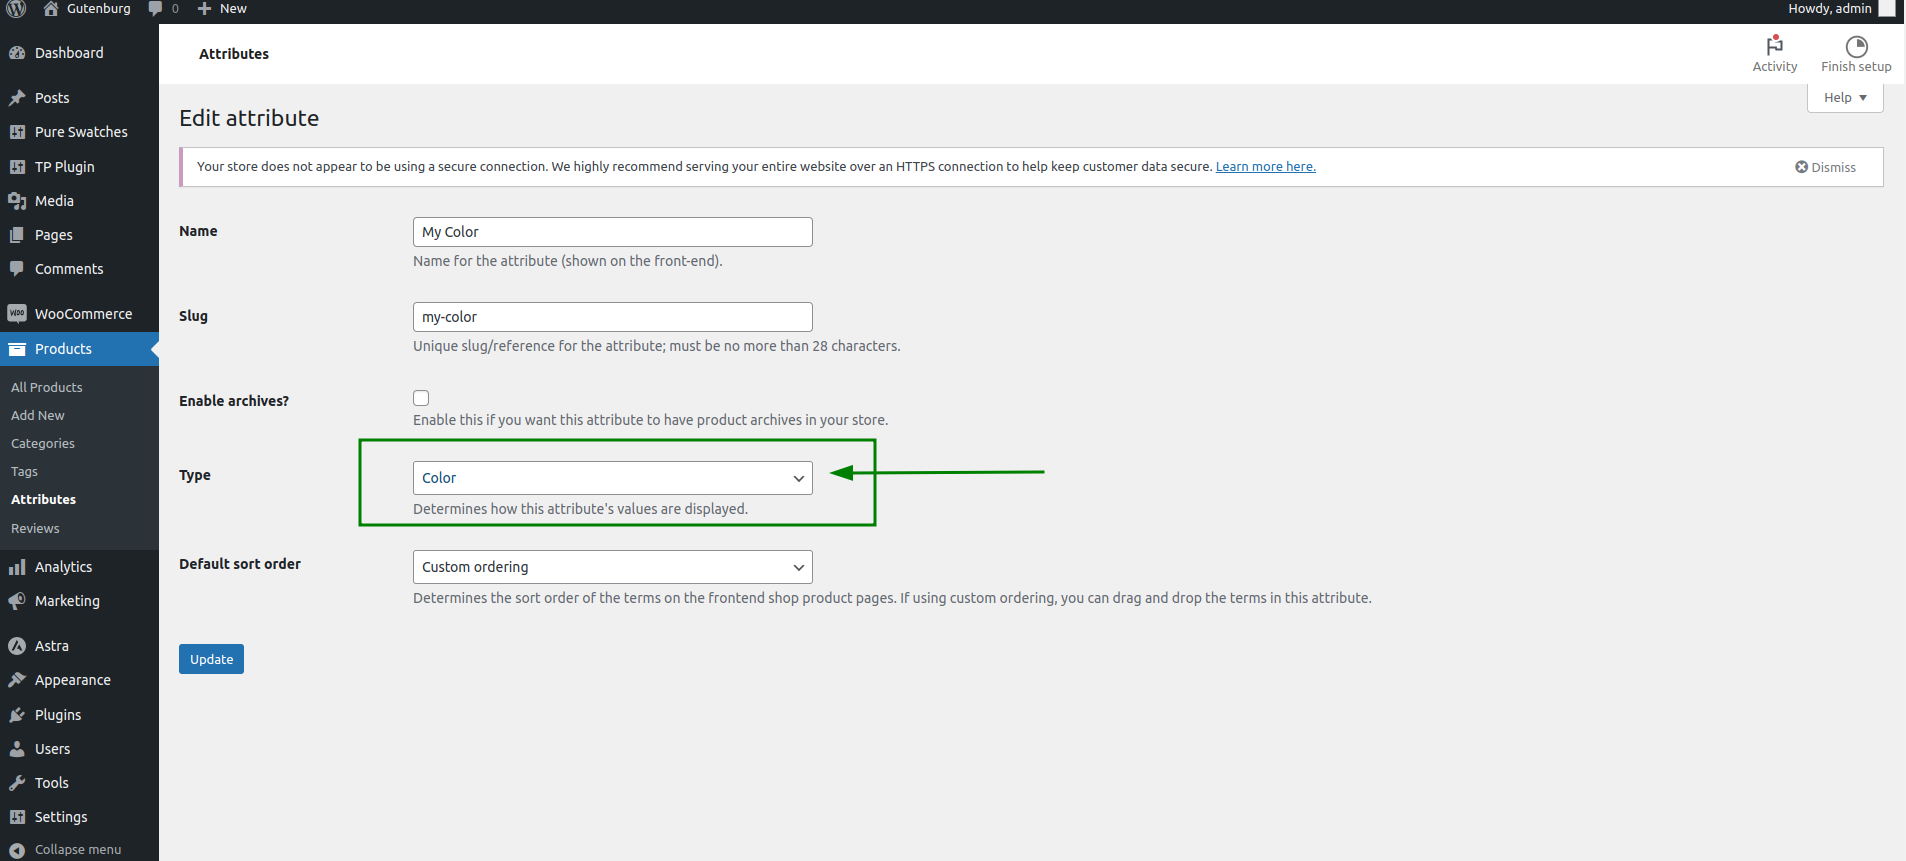 Gutenburg 0 New Howdy, admin
Dashboard
Posts
Pure Swatches
TP Plugin
Media
Pages
Comments
WooCommerce
Products
All Products
Add New
Categories
Tags
Attributes
Reviews
Analytics
Marketing
Astra
Appearance
Plugins
Users
Tools
Settings
Collapse menu
Attributes
Activity
Finish setup
Help
Edit attribute
Your store does not appear to be using a secure connection. We highly recommend serving your entire website over an HTTPS connection to help keep customer data secure. Learn more here. Dismiss
Name My Color
Name for the attribute (shown on the front-end).
Slug my-color
Unique slug/reference for the attribute; must be no more than 28 characters.
Enable archives?
Enable this if you want this attribute to have product archives in your store.
Type Color
Determines how this attribute's values are displayed.
Default sort order Custom ordering
Determines the sort order of the terms on the frontend shop product pages. If using custom ordering, you can drag and drop the terms in this attribute.
Update